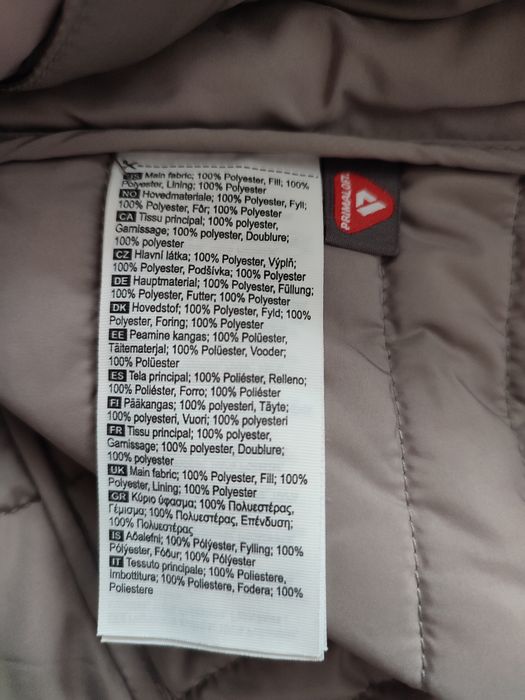 US Main fabric; 100% Polyester, Fill; 100%
Polyester, Lining; 100% Polyester
NO Hovedmateriale; 100% Polyester, Fyll;
100% Polyester, Fôr; 100% Polyester
CA Tissu principal; 100% polyester,
Garnissage; 100% polyester, Doublure;
100% polyester
CZ Hlavní látka; 100% Polyester, Výplň;
100% Polyester, Podšívka; 100% Polyester
DE Hauptmaterial; 100% Polyester, Füllung;
100% Polyester, Futter; 100% Polyester
DK Hovedstof; 100% Polyester, Fyld; 100%
Polyester, Foring; 100% Polyester
EE Peamine kangas; 100% Polüester,
Täitematerjal; 100% Polüester, Vooder;
100% Polüester
ES Tela principal; 100% Poliéster, Relleno;
100% Poliéster, Forro; 100% Poliéster
FI Pääkangas; 100% polyesteri, Täyte;
100% polyesteri, Vuori; 100% polyesteri
FR Tissu principal; 100% polyester,
Garnissage; 100% polyester, Doublure;
100% polyester
UK Main fabric; 100% Polyester, Fill; 100%
Polyester, Lining; 100% Polyester
GR Κύριο ύφασμα; 100% Πολυεστέρας,
Γέμισμα; 100% Πολυεστέρας, Επένδυση;
100% Πολυεστέρας
IS Aðalefni; 100% Pólýester, Fylling; 100%
Pólýester, Fóður; 100% Pólýester
IT Tessuto principale; 100% Poliestere,
Imbottitura; 100% Poliestere, Fodera; 100%
Poliestere
PRIMALOFT